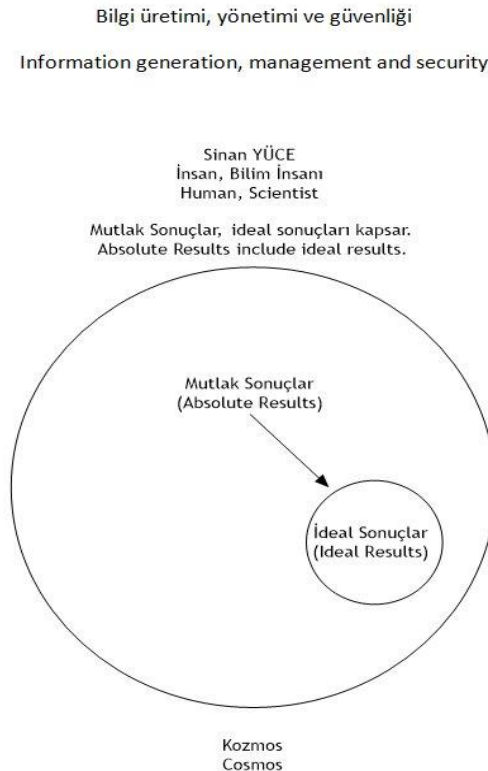 Bilgi üretimi, yönetimi ve güvenliği
Information generation, management and security
Sinan YÜCE
İnsan, Bilim İnsanı
Human, Scientist
Mutlak Sonuçlar, ideal sonuçları kapsar.
Absolute Results include ideal results.
Mutlak Sonuçlar
(Absolute Results)
İdeal Sonuçlar
(Ideal Results)
Kozmos
Cosmos